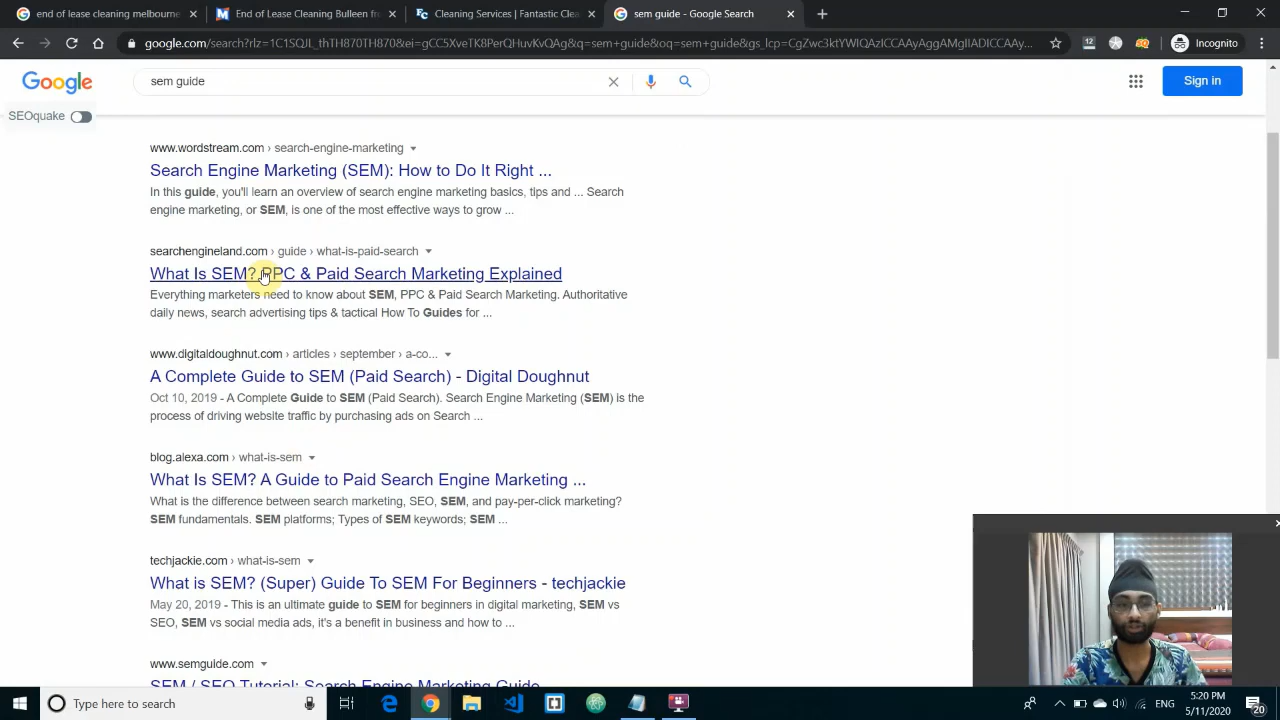 end of lease cleaning melbourne
End of Lease Cleaning Bulleen fr
Cleaning Services | Fantastic Clea
sem guide - Google Search
google.com/search?rlz=1C1SQJL_thTH870TH870&ei=gCC5XveTK8PerQHuvKvQAg&q=sem+guide&oq=sem+guide&gs_lcp=CgZwc3ktYWIQAzICCAAyAggAMgIIADICCAAy...
12
Incognito
Google
sem guide
Sign in
SEOquake
www.wordstream.com › search-engine-marketing
Search Engine Marketing (SEM): How to Do It Right ...
In this guide, you'll learn an overview of search engine marketing basics, tips and ... Search
engine marketing, or SEM, is one of the most effective ways to grow ...
searchengineland.com › guide › what-is-paid-search
What Is SEM? PPC & Paid Search Marketing Explained
Everything marketers need to know about SEM, PPC & Paid Search Marketing. Authoritative
daily news, search advertising tips & tactical How To Guides for ...
www.digitaldoughnut.com › articles › september › a-co...
A Complete Guide to SEM (Paid Search) - Digital Doughnut
Oct 10, 2019 - A Complete Guide to SEM (Paid Search). Search Engine Marketing (SEM) is the
process of driving website traffic by purchasing ads on Search ...
blog.alexa.com › what-is-sem
What Is SEM? A Guide to Paid Search Engine Marketing ...
What is the difference between search marketing, SEO, SEM, and pay-per-click marketing?
SEM fundamentals. SEM platforms; Types of SEM keywords; SEM ...
techjackie.com › what-is-sem
What is SEM? (Super) Guide To SEM For Beginners - techjackie
May 20, 2019 - This is an ultimate guide to SEM for beginners in digital marketing, SEM vs
SEO, SEM vs social media ads, it's a benefit in business and how to ...
www.semguide.com
SEM / SEO Tutorial: Search Engine Marketing Guide
Type here to search
ENG
5:20 PM
5/11/2020
20